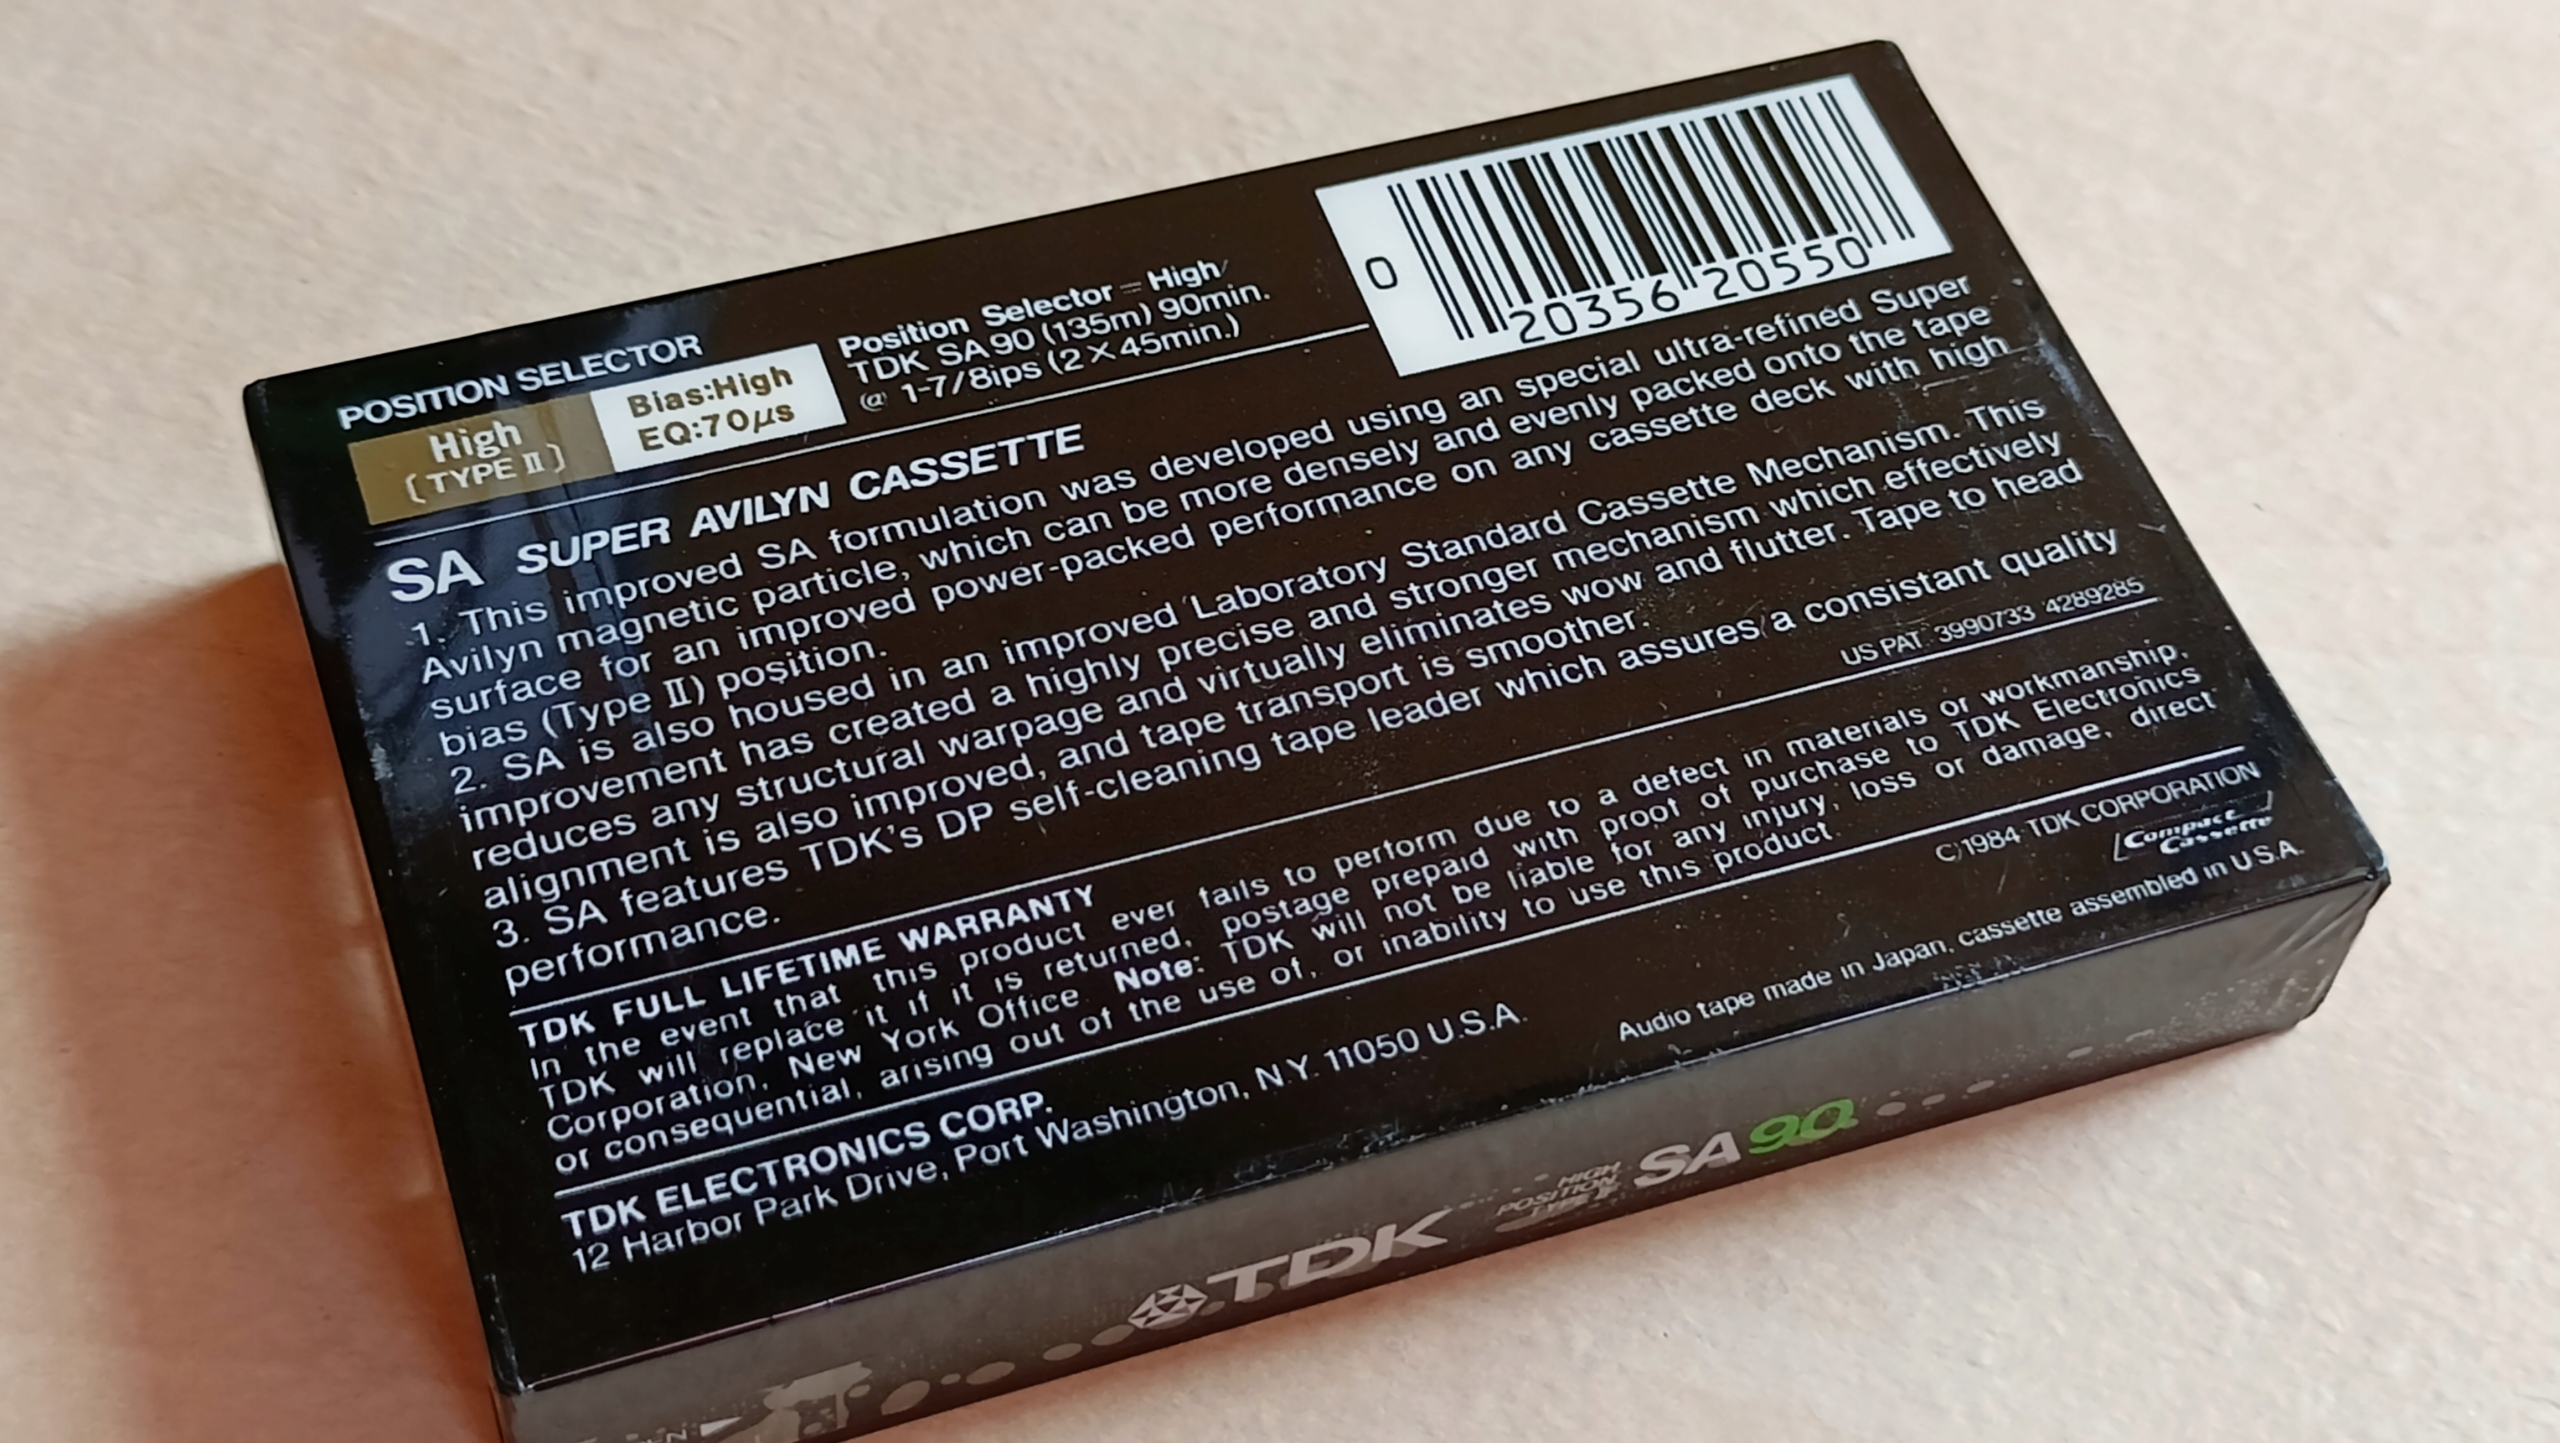 POSITION SELECTOR
High
(TYPE II)
Bias:High
EQ:70μs
Position Selector = High/
TDK SA90 (135m) 90min.
@ 1-7/8ips (2×45min.)
0 20356 20550
SA SUPER AVILYN CASSETTE
1. This improved SA formulation was developed using an special ultra-refined Super
Avilyn magnetic particle, which can be more densely and evenly packed onto the tape
surface for an improved power-packed performance on any cassette deck with high
bias (Type II) position.
2. SA is also housed in an improved Laboratory Standard Cassette Mechanism. This
improvement has created a highly precise and stronger mechanism which effectively
reduces any structural warpage and virtually eliminates wow and flutter. Tape to head
alignment is also improved, and tape transport is smoother.
3. SA features TDK's DP self-cleaning tape leader which assures a consistant quality
performance.
US PAT. 3990733 4289285
TDK FULL LIFETIME WARRANTY
In the event that this product ever fails to perform due to a defect in materials or workmanship,
TDK will replace it if it is returned, postage prepaid with proof of purchase to TDK Electronics
Corporation, New York Office. Note: TDK will not be liable for any injury, loss or damage, direct
or consequential, arising out of the use of, or inability to use this product.
©1984 TDK CORPORATION
TDK ELECTRONICS CORP.
12 Harbor Park Drive, Port Washington, N.Y. 11050 U.S.A.
Compact
Cassette
Audio tape made in Japan, cassette assembled in U.S.A.
TDK
HIGH
POSITION
TYPE II
SA90